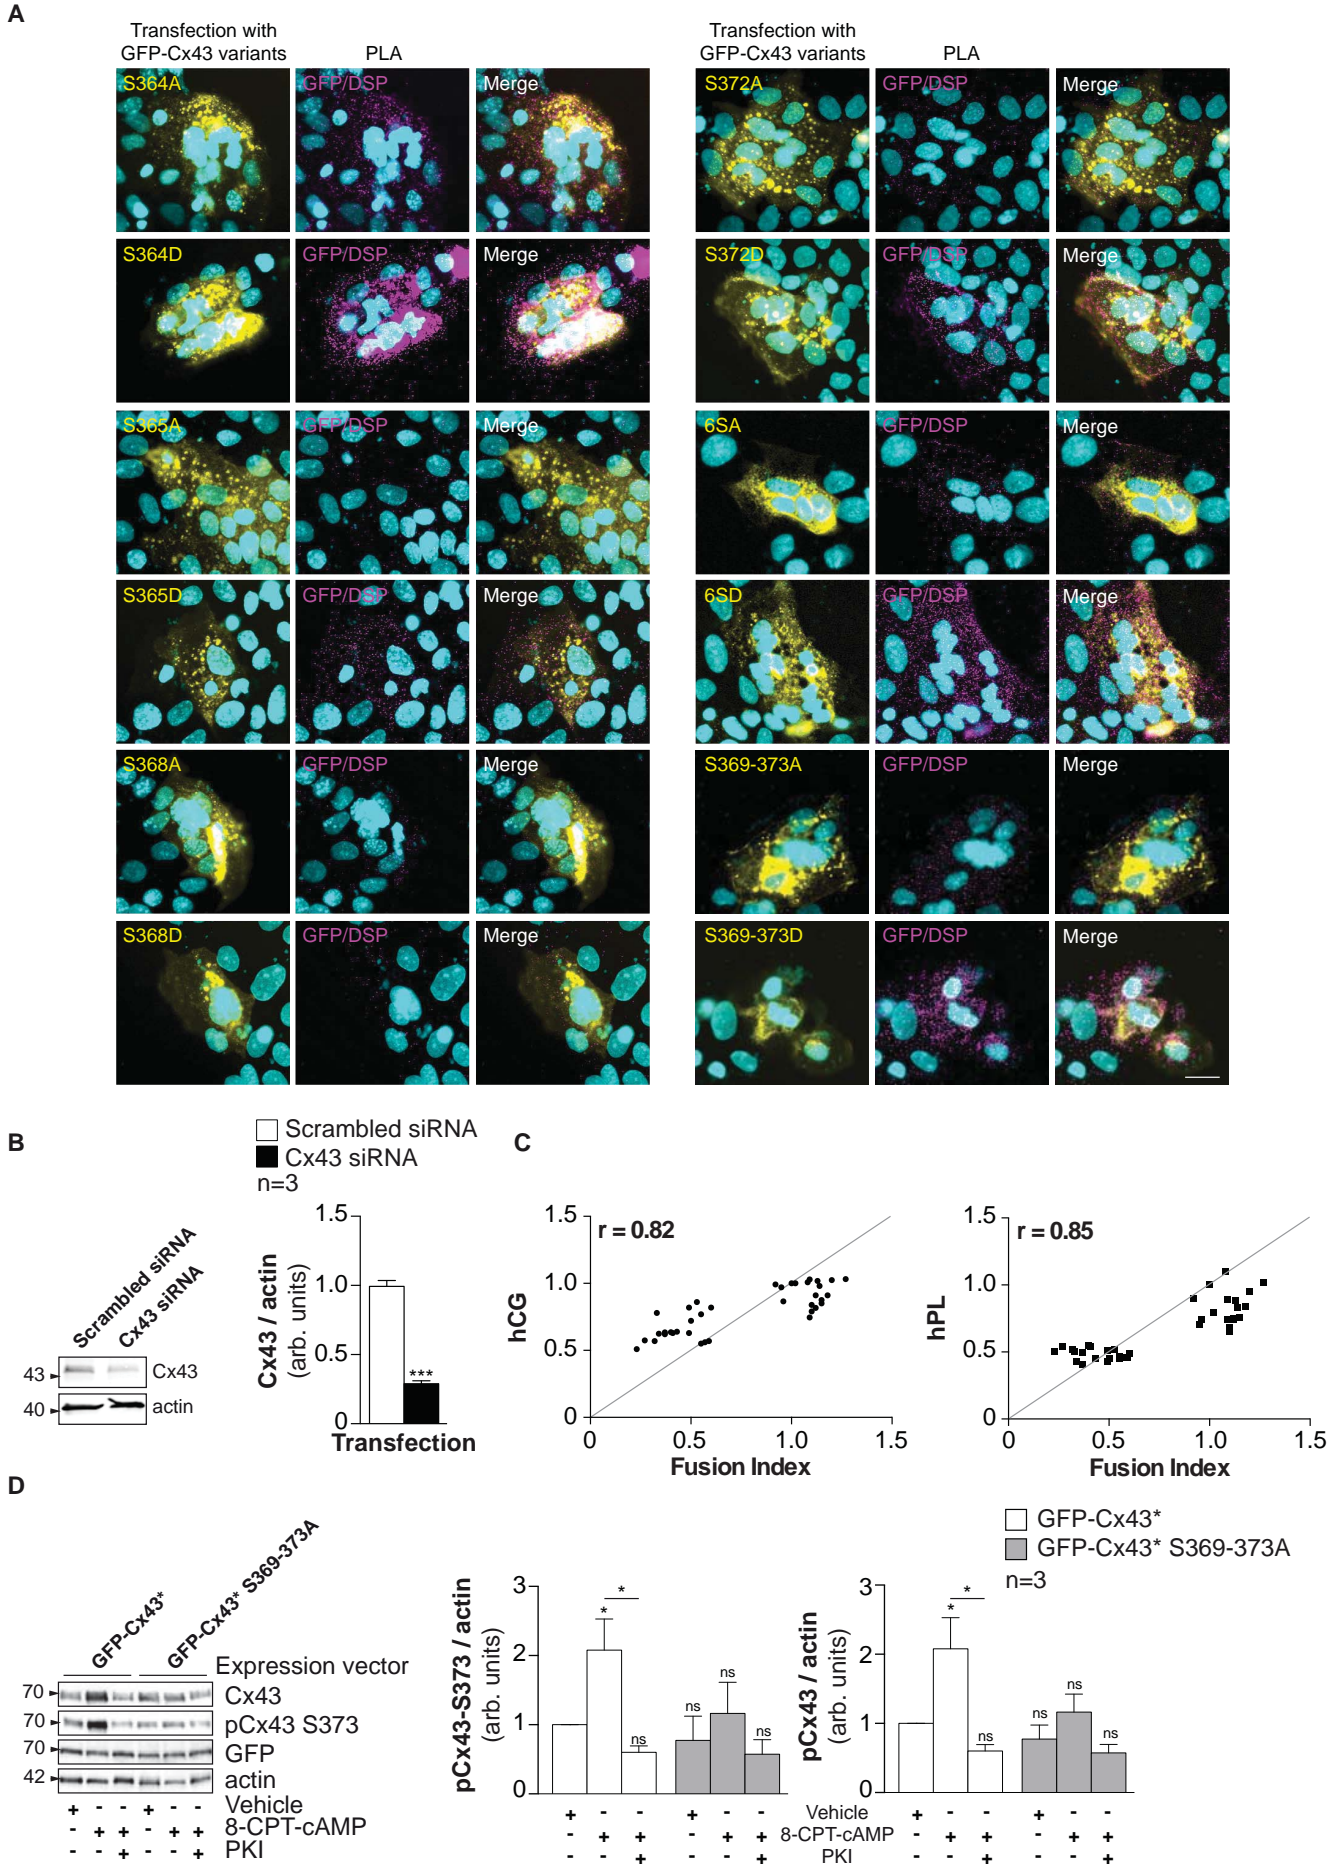 A
Transfection with GFP-Cx43 variants PLA
Transfection with GFP-Cx43 variants PLA
S364A GFP/DSP Merge
S372A GFP/DSP Merge
S364D GFP/DSP Merge
S372D GFP/DSP Merge
S365A GFP/DSP Merge
6SA GFP/DSP Merge
S365D GFP/DSP Merge
6SD GFP/DSP Merge
S368A GFP/DSP Merge
S369-373A GFP/DSP Merge
S368D GFP/DSP Merge
S369-373D GFP/DSP Merge
B
Scrambled siRNA
Cx43 siRNA
n=3
Scrambled siRNA
Cx43 siRNA
43 Cx43
40 actin
Cx43 / actin
(arb. units)
1.5
1.0
0.5
0
***
Transfection
C
r = 0.82
hCG
1.5
1.0
0.5
0
0 0.5 1.0 1.5
Fusion Index
r = 0.85
hPL
1.5
1.0
0.5
0
0 0.5 1.0 1.5
Fusion Index
D
GFP-Cx43*
GFP-Cx43* S369-373A
Expression vector
70 Cx43
70 pCx43 S373
70 GFP
42 actin
+ - - + - - Vehicle
- + + - + + 8-CPT-cAMP
- - + - - + PKI
GFP-Cx43*
GFP-Cx43* S369-373A
n=3
pCx43-S373 / actin
(arb. units)
3
2
1
0
* * ns ns ns ns
pCx43 / actin
(arb. units)
3
2
1
0
* * ns ns ns ns
+ - - + - - Vehicle + - - + - -
- + + - + + 8-CPT-cAMP - + + - + +
- - + - - + PKI - - + - - +